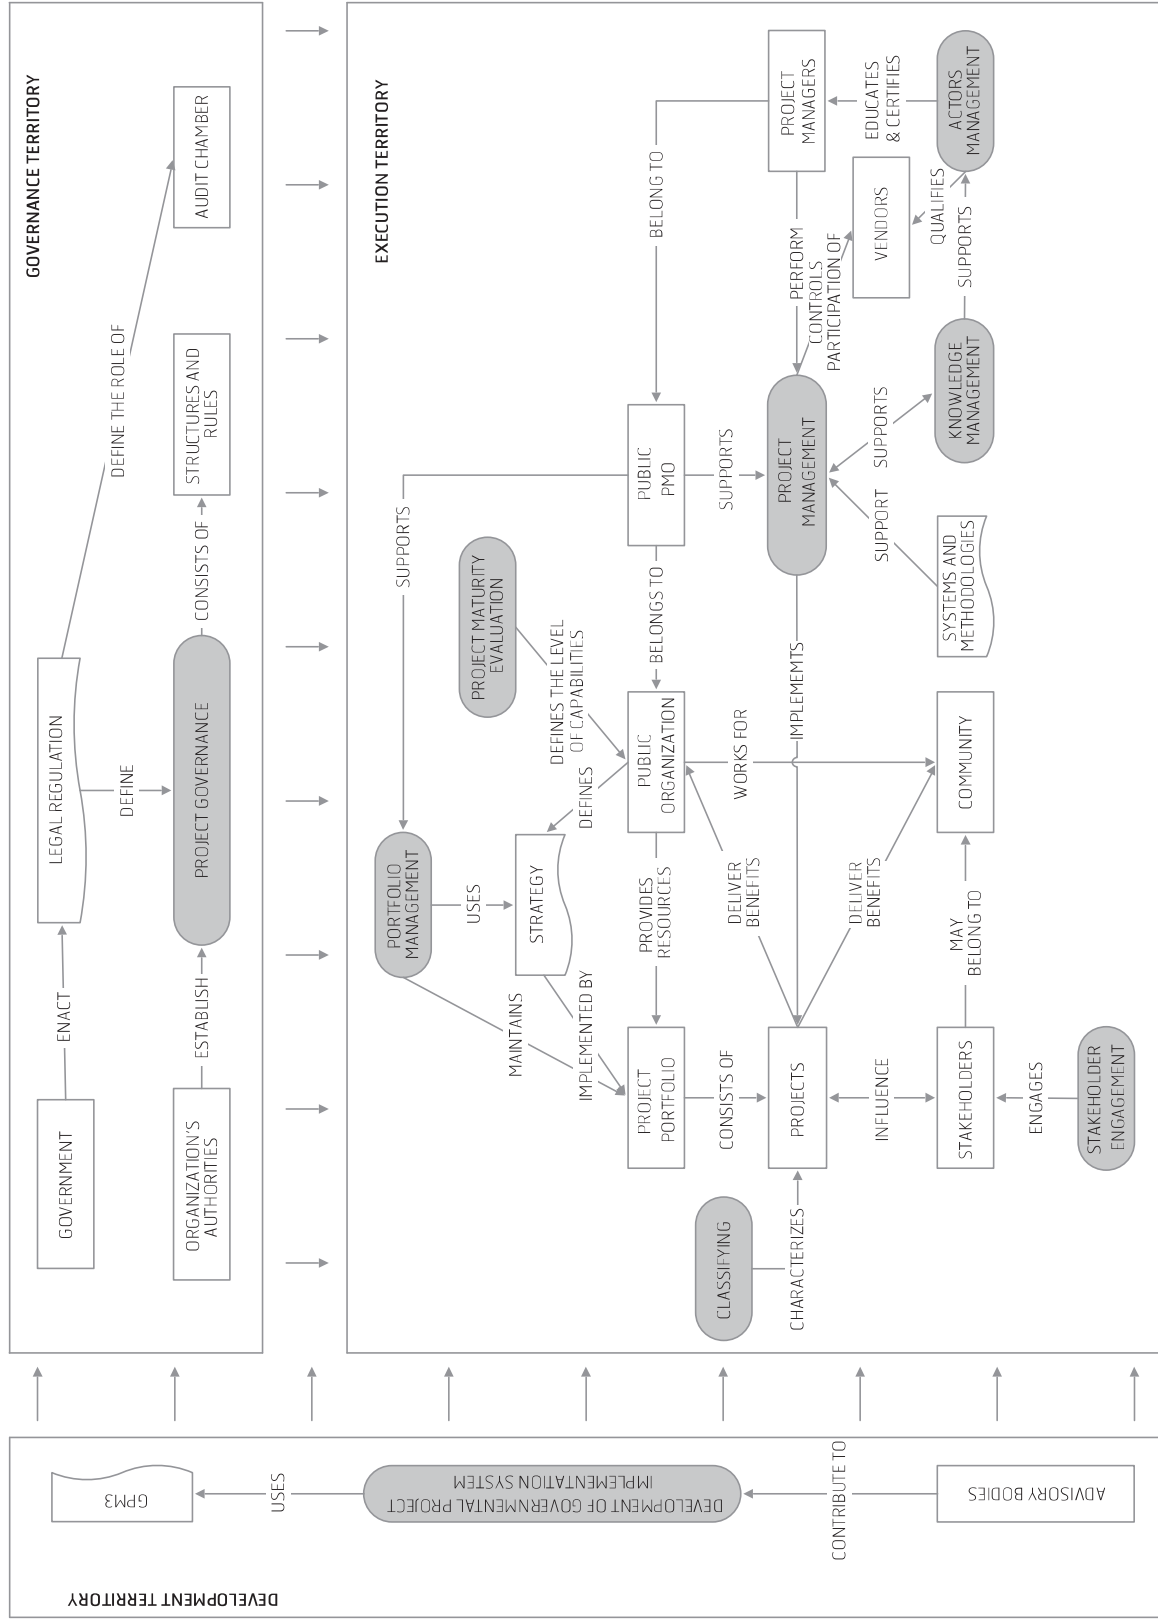 GOVERNANCE TERRITORY
GOVERNMENT
ENACT
LEGAL REGULATION
DEFINE THE ROLE OF
AUDIT CHAMBER
DEFINE
ORGANIZATION'S
AUTHORITIES
ESTABLISH
PROJECT GOVERNANCE
CONSISTS OF
STRUCTURES AND
RULES
EXECUTION TERRITORY
PORTFOLIO
MANAGEMENT
SUPPORTS
USES
MAINTAINS
PROJECT MATURITY
EVALUATION
DEFINES THE LEVEL
OF CAPABILITIES
STRATEGY
DEFINES
IMPLEMENTED BY
PROJECT
PORTFOLIO
PROVIDES
RESOURCES
PUBLIC
ORGANIZATION
BELONGS TO
PUBLIC
PMO
BELONG TO
CONSISTS OF
DELIVER
BENEFITS
WORKS FOR
SUPPORTS
CLASSIFYING
CHARACTERIZES
PROJECTS
IMPLEMEMTS
PROJECT
MANAGEMENT
PERFORM
CONTROLS
PARTICIPATION OF
PROJECT
MANAGERS
VENDORS
INFLUENCE
DELIVER
BENEFITS
SUPPORT
SUPPORTS
QUALIFIES
EDUCATES
& CERTIFIES
STAKEHOLDERS
MAY
BELONG TO
COMMUNITY
SYSTEMS AND
METHODOLOGIES
KNOWLEDGE
MANAGEMENT
SUPPORTS
ACTORS
MANAGEMENT
ENGAGES
STAKEHOLDER
ENGAGEMENT
DEVELOPMENT TERRITORY
GPM3
USES
DEVELOPMENT OF GOVERNMENTAL PROJECT
IMPLEMENTATION SYSTEM
CONTRIBUTE TO
ADVISORY BODIES